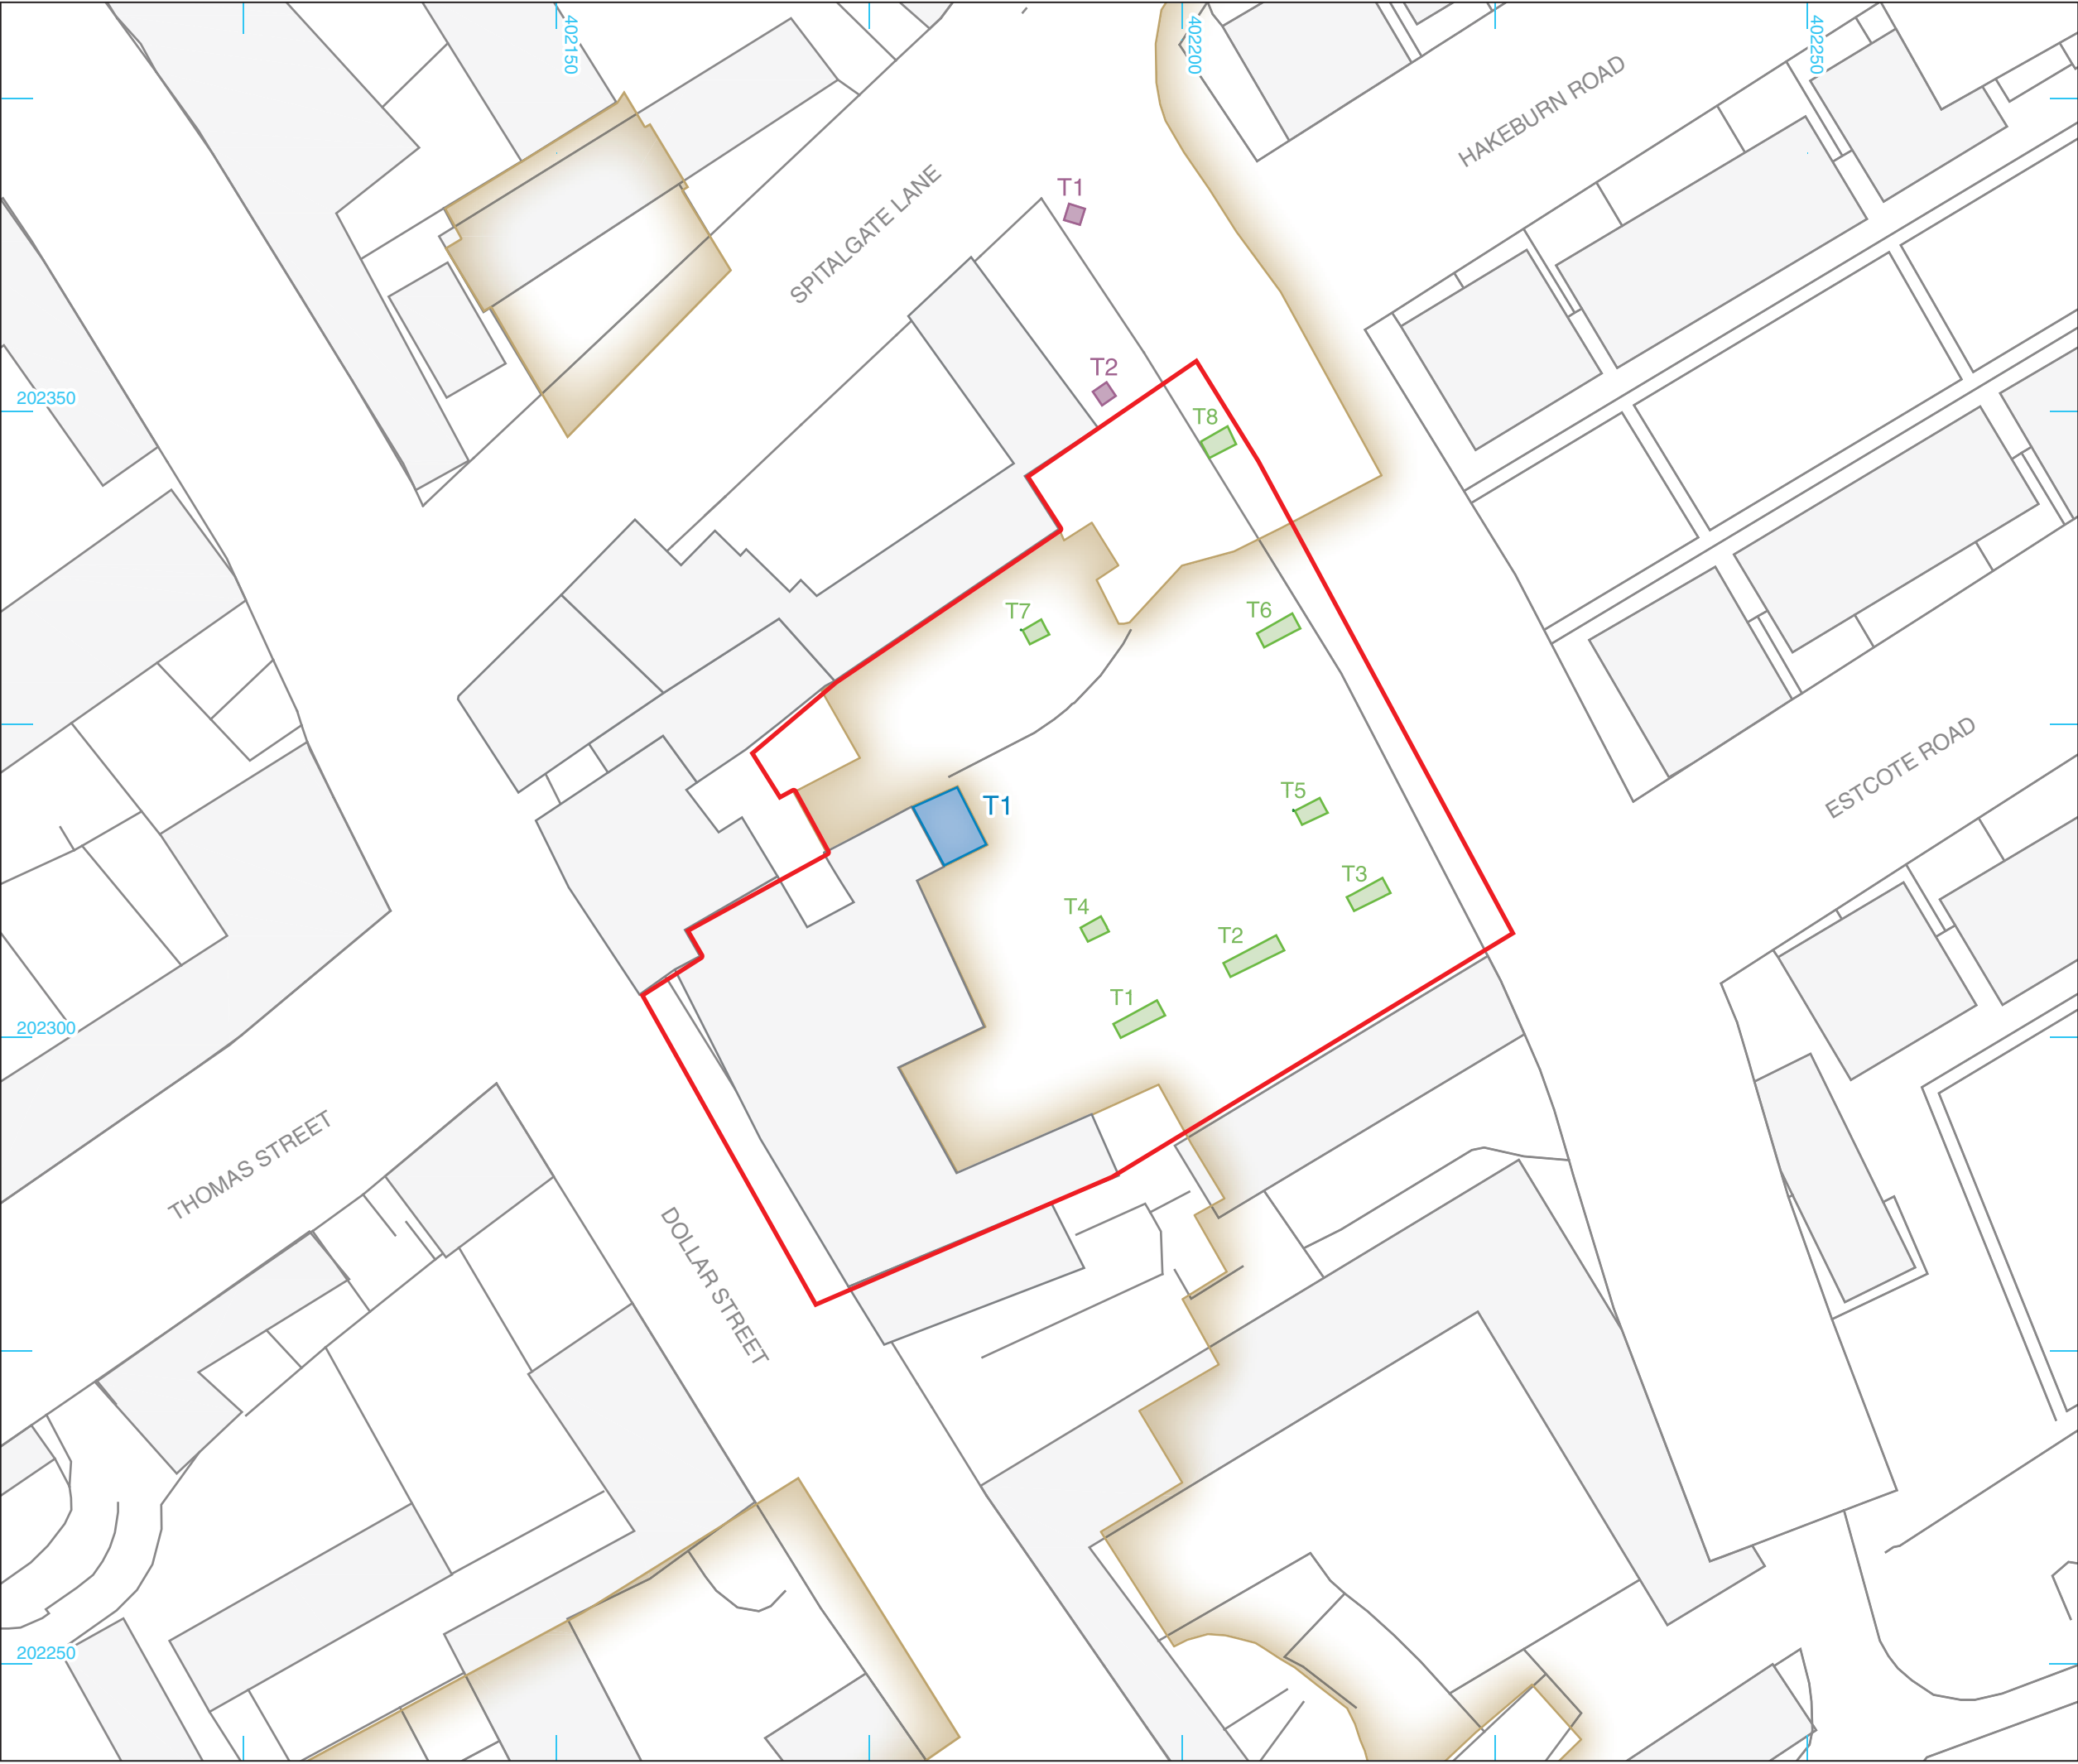 402150
402200
402250
HAKEBURN ROAD
SPITALGATE LANE
T1
T2
202350
T8
T7
T6
ESTCOTE ROAD
T5
T1
T3
T4
T2
T1
202300
THOMAS STREET
DOLLAR STREET
202250